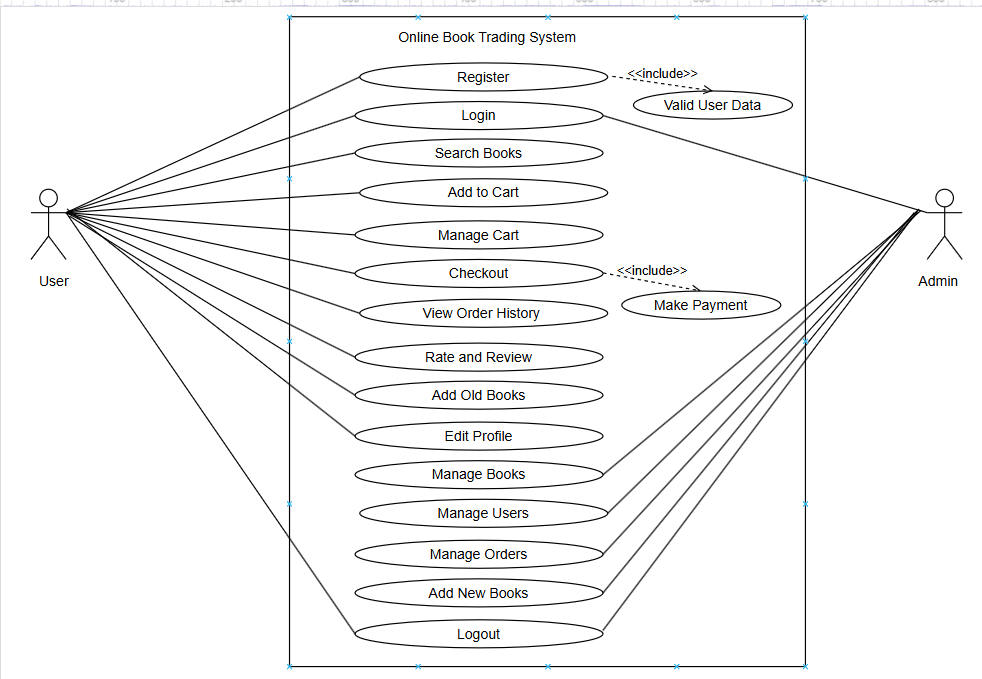 Online Book Trading System
Register
<<include>>
Valid User Data
Login
Search Books
Add to Cart
Manage Cart
Checkout
<<include>>
Make Payment
View Order History
Rate and Review
Add Old Books
Edit Profile
Manage Books
Manage Users
Manage Orders
Add New Books
Logout
User
Admin